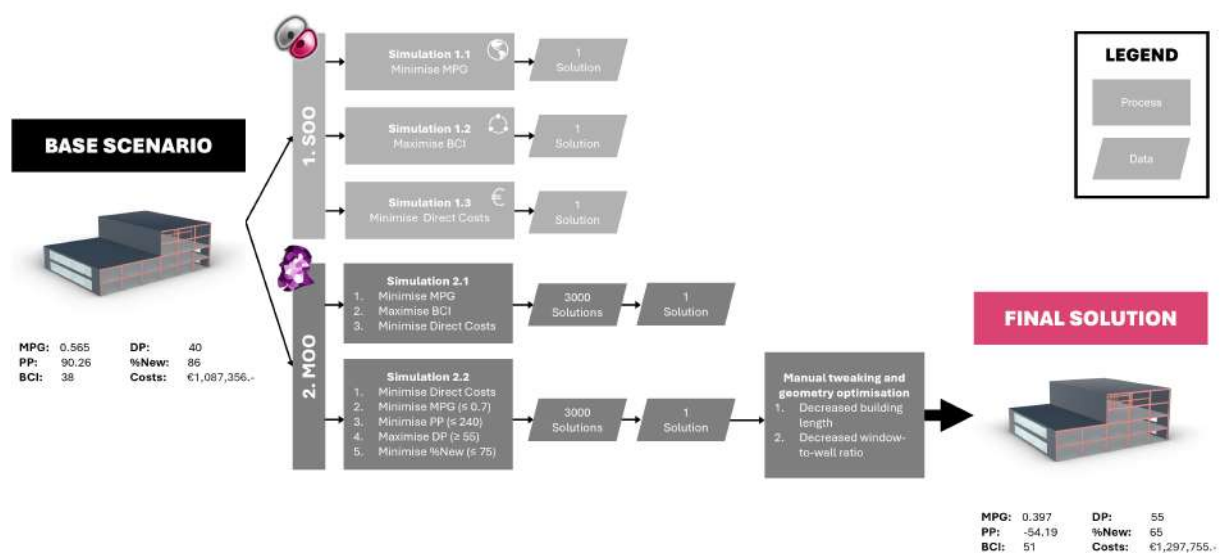 BASE SCENARIO
MPG: 0.565 DP: 40
PP: 90.26 %New: 86
BCI: 38 Costs: €1,087,356.-
1. SOO
Simulation 1.1
Minimise MPG
1
Solution
Simulation 1.2
Maximise BCI
1
Solution
Simulation 1.3
€
Minimise Direct Costs
1
Solution
2. MOO
Simulation 2.1
1. Minimise MPG
2. Maximise BCI
3. Minimise Direct Costs
3000
Solutions
1
Solution
Simulation 2.2
1. Minimise Direct Costs
2. Minimise MPG (≤ 0.7)
3. Minimise PP (≤ 240)
4. Maximise DP (≥ 55)
5. Minimise %New (≤ 75)
3000
Solutions
1
Solution
Manual tweaking and
geometry optimisation
1. Decreased building
length
2. Decreased window-
to-wall ratio
LEGEND
Process
Data
FINAL SOLUTION
MPG: 0.397 DP: 55
PP: -54.19 %New: 65
BCI: 51 Costs: €1,297,755.-